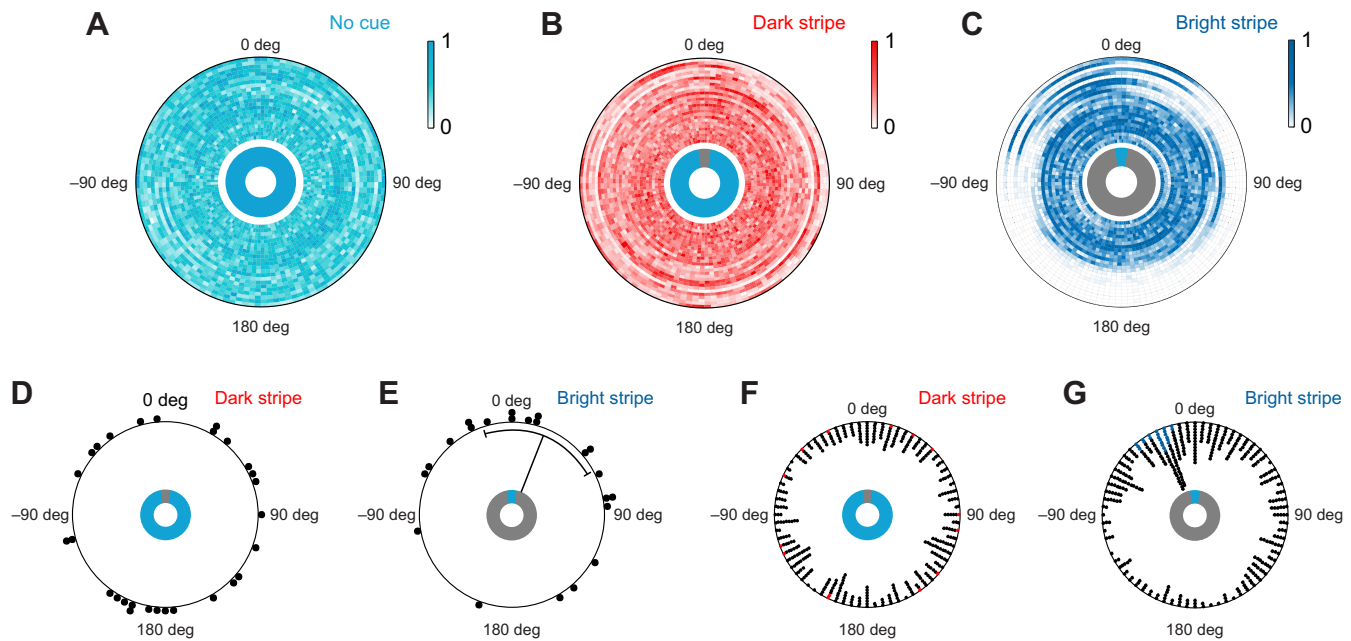 A
No cue
0 deg
1
0
–90 deg
90 deg
180 deg
B
Dark stripe
0 deg
1
0
–90 deg
90 deg
180 deg
C
Bright stripe
0 deg
1
0
–90 deg
90 deg
180 deg
D
0 deg
Dark stripe
–90 deg
90 deg
180 deg
E
0 deg
Bright stripe
–90 deg
90 deg
180 deg
F
Dark stripe
0 deg
–90 deg
90 deg
180 deg
G
Bright stripe
0 deg
–90 deg
90 deg
180 deg